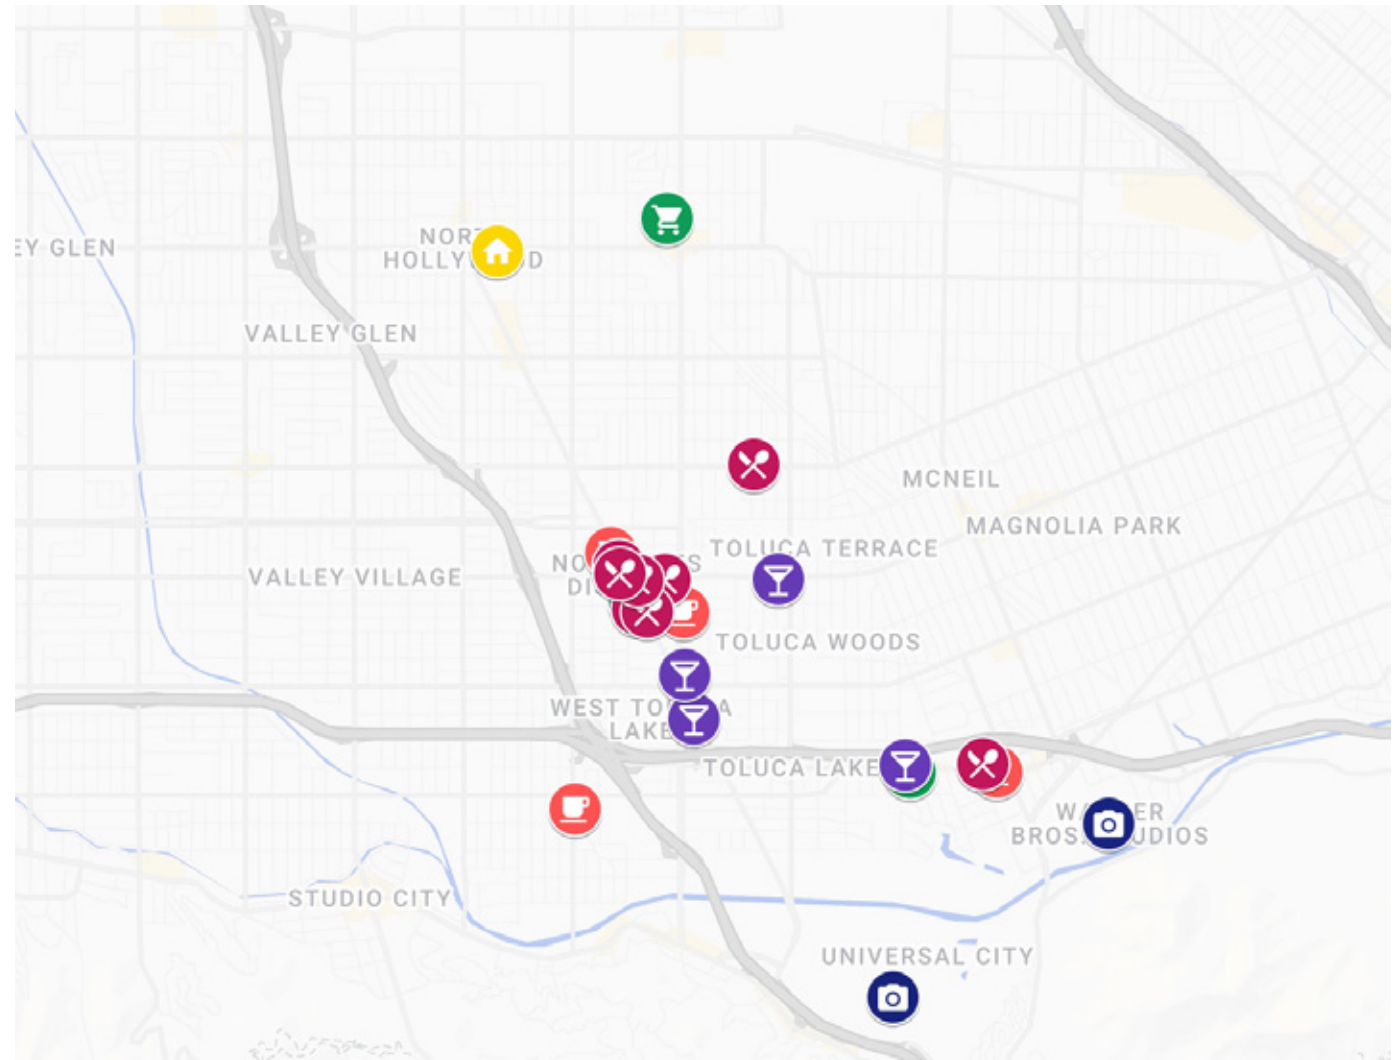 EY GLEN
HOLLY D
VALLEY GLEN
MCNEIL
MAGNOLIA PARK
TOLUCA TERRACE
VALLEY VILLAGE
TOLUCA WOODS
WEST TO A
LAKE
TOLUCA LAKE
W ER
BROS. UDIOS
STUDIO CITY
UNIVERSAL CITY